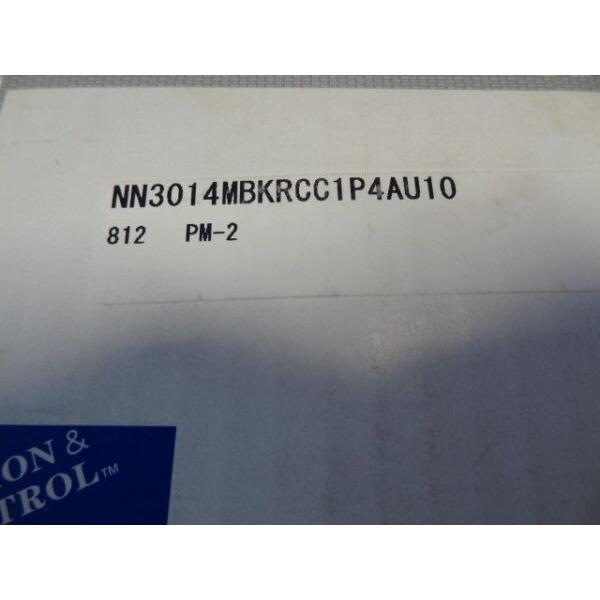 NN3014MBKRCC1P4AU10
812 PM-2
ON &
TROL™